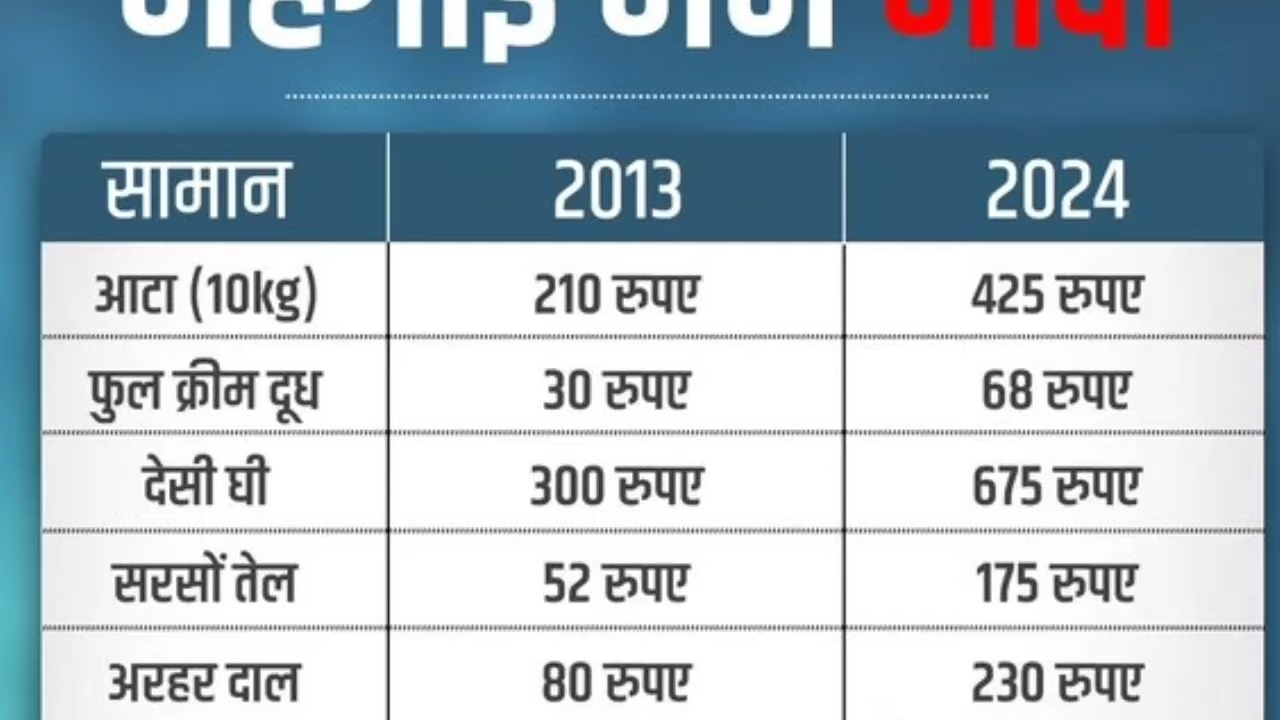 सामान 2013 2024
आटा (10kg) 210 रुपए 425 रुपए
फुल क्रीम दूध 30 रुपए 68 रुपए
देसी घी 300 रुपए 675 रुपए
सरसों तेल 52 रुपए 175 रुपए
अरहर दाल 80 रुपए 230 रुपए